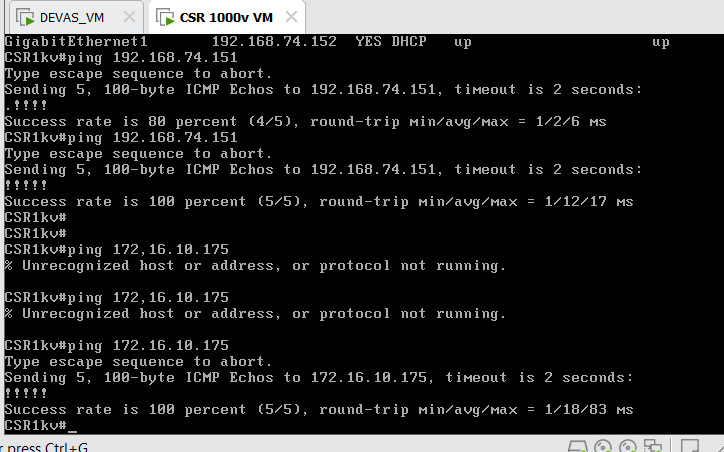 DEVAS_VM CSR 1000v VM
GigabitEthernet1 192.168.74.152 YES DHCP up up
CSR1kv#ping 192.168.74.151
Type escape sequence to abort.
Sending 5, 100-byte ICMP Echos to 192.168.74.151, timeout is 2 seconds:
.!!!!
Success rate is 80 percent (4/5), round-trip min/avg/max = 1/2/6 ms
CSR1kv#ping 192.168.74.151
Type escape sequence to abort.
Sending 5, 100-byte ICMP Echos to 192.168.74.151, timeout is 2 seconds:
!!!!!
Success rate is 100 percent (5/5), round-trip min/avg/max = 1/12/17 ms
CSR1kv#
CSR1kv#
CSR1kv#ping 172,16.10.175
% Unrecognized host or address, or protocol not running.
CSR1kv#ping 172,16.10.175
% Unrecognized host or address, or protocol not running.
CSR1kv#ping 172.16.10.175
Type escape sequence to abort.
Sending 5, 100-byte ICMP Echos to 172.16.10.175, timeout is 2 seconds:
!!!!!
Success rate is 100 percent (5/5), round-trip min/avg/max = 1/18/83 ms
CSR1kv#_
r press Ctrl+G